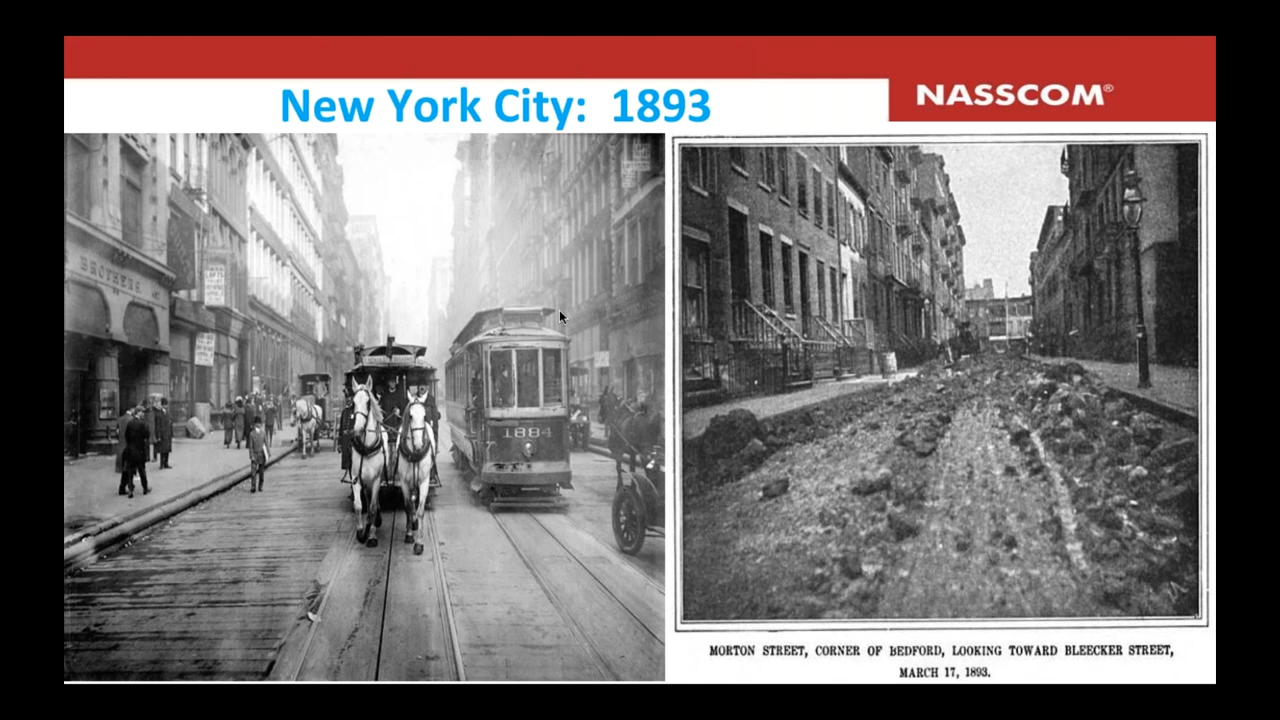 New York City:  1893
NASSCOM®
BROTHERS
LOFTS
1884
MORTON STREET, CORNER OF BEDFORD, LOOKING TOWARD BLEECKER STREET,
MARCH 17, 1893.